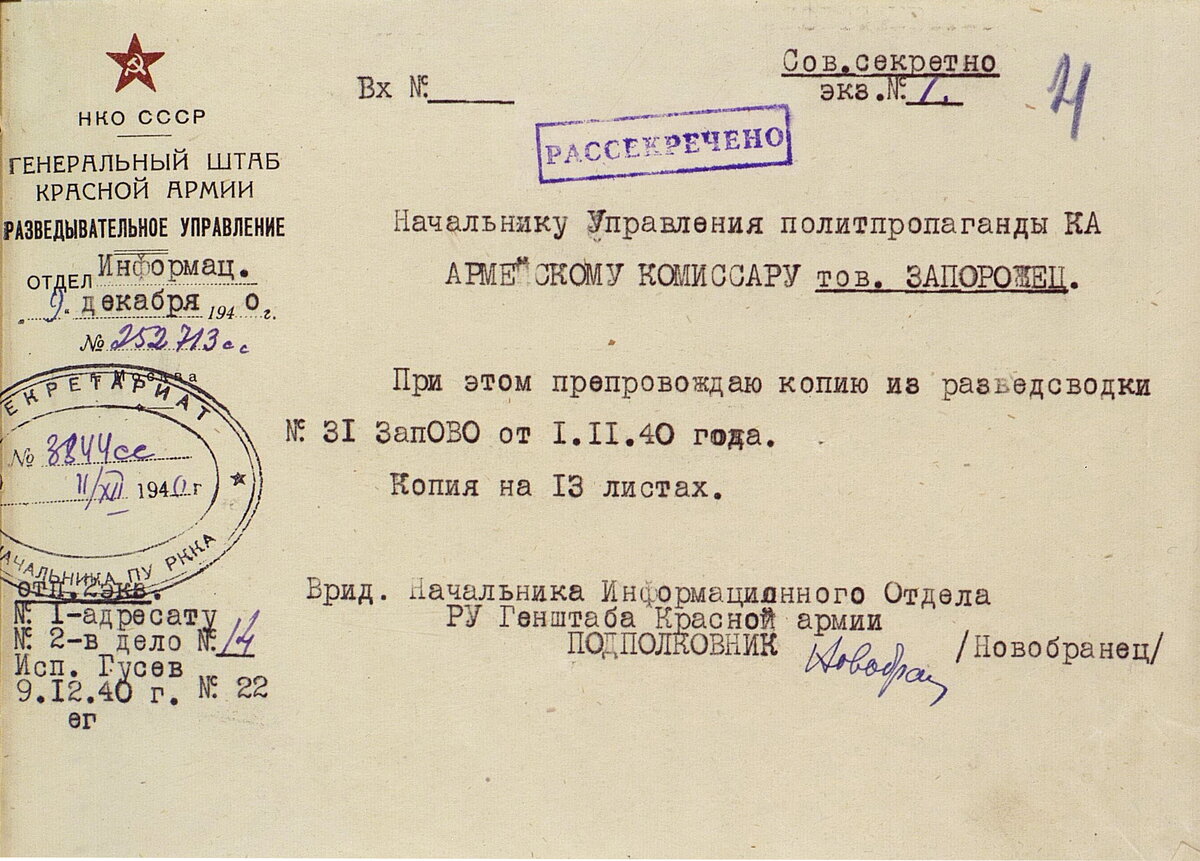 НКО СССР
ГЕНЕРАЛЬНЫЙ ШТАБ
КРАСНОЙ АРМИИ
РАЗВЕДЫВАТЕЛЬНОЕ УПРАВЛЕНИЕ
ОТДЕЛ Информац.
„9. декабря 1940 г.
№ 252713сс
г. Москва
СЕКРЕТАРИАТ
№ 3844сс
11/XII 1940 г
НАЧАЛЬНИКА ПУ РККА
отп. 2экз.
№ I-адресату
№ 2-в дело №
Исп. Гусев
9.12.40 г. № 22
ег
Вх №
Сов.секретно
экз.№ 1.
РАССЕКРЕЧЕНО
Начальнику Управления политпропаганды КА
АРМЕЙСКОМУ КОМИССАРУ тов. ЗАПОРОЖЕЦ.
При этом препровождаю копию из разведсводки
№ 3I ЗапОВО от I.II.40 года.
Копия на I3 листах.
Врид. Начальника Информациннного Отдела
РУ Генштаба Красной армии
ПОДПОЛКОВНИК Новобран /Новобранец/